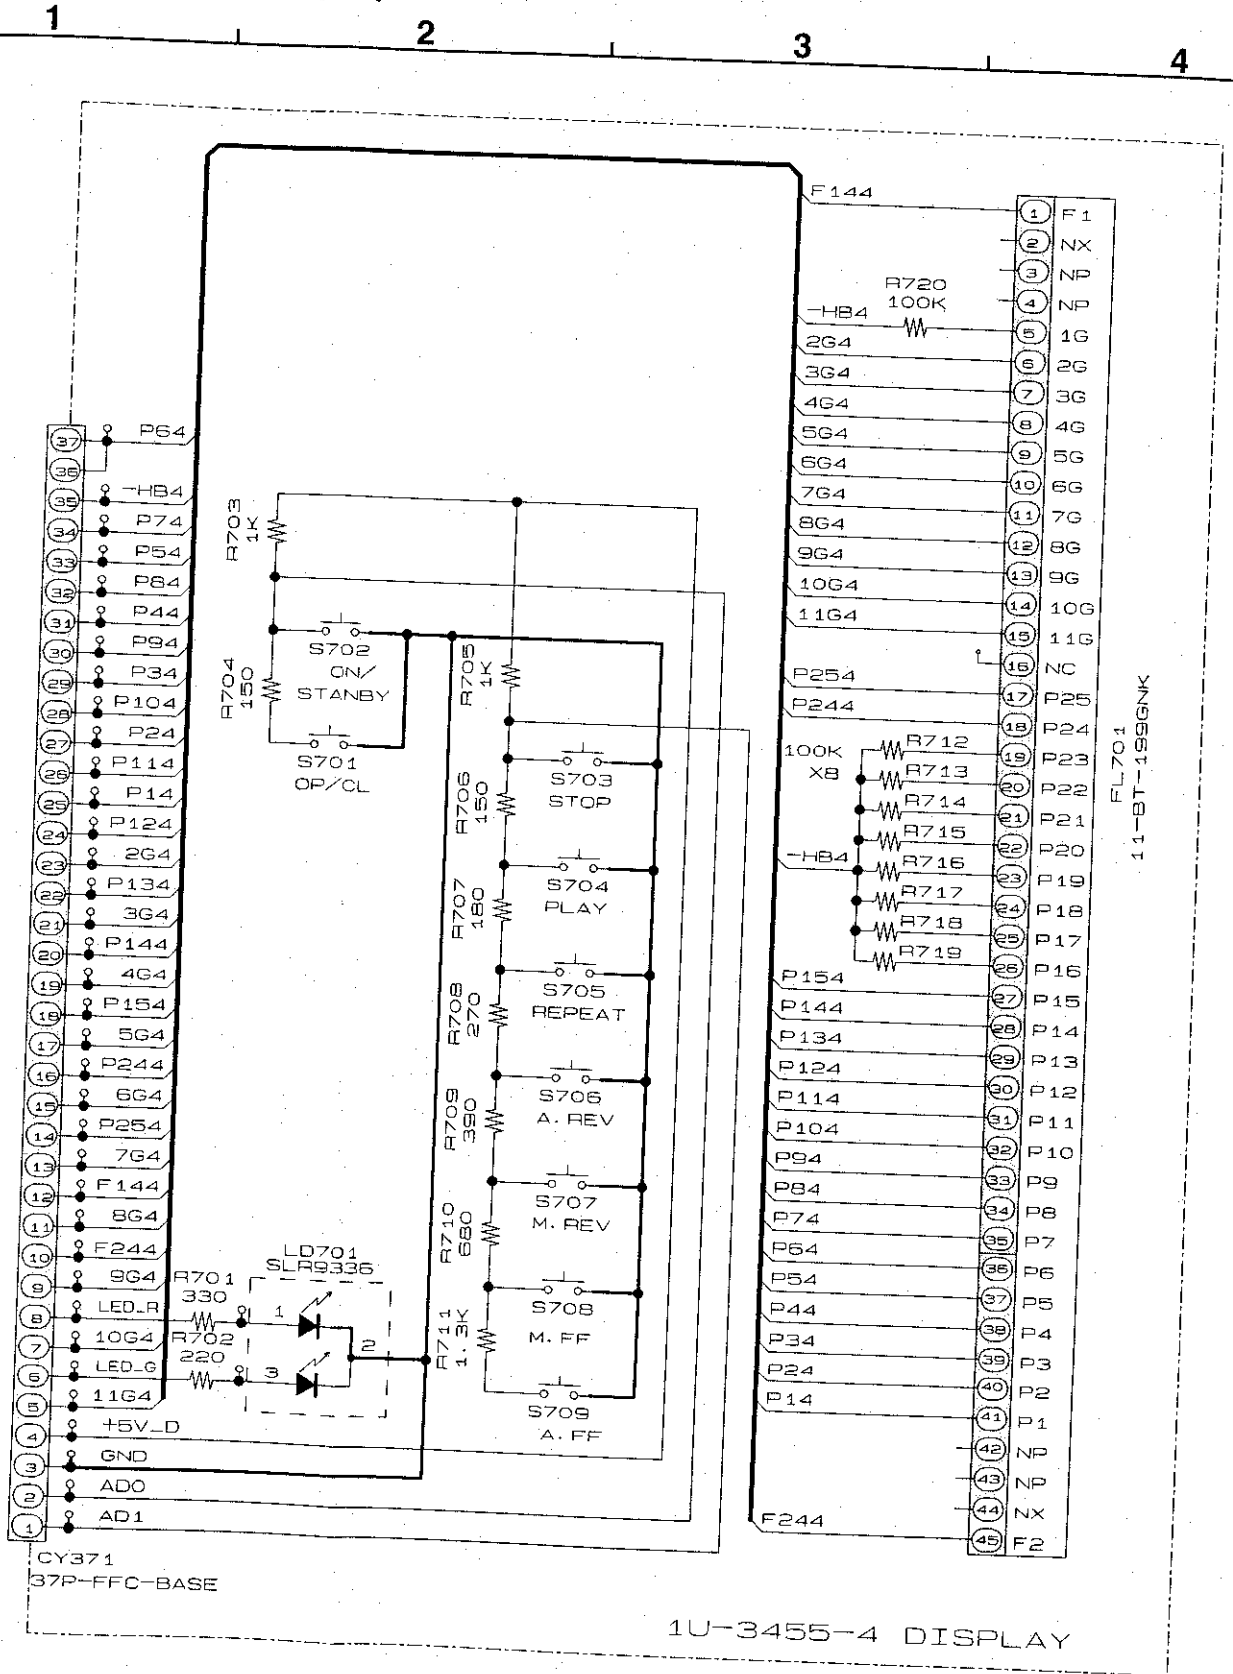 1 2 3 4
F144
1 F1
2 NX
3 NP
4 NP
R720
100K
-HB4
5 1G
2G4
6 2G
3G4
7 3G
4G4
8 4G
5G4
9 5G
6G4
10 6G
7G4
11 7G
8G4
12 8G
9G4
13 9G
10G4
14 10G
11G4
15 11G
16 NC
P254
17 P25
P244
18 P24
100K
X8
R712
19 P23
R713
20 P22
R714
21 P21
R715
22 P20
-HB4
R716
23 P19
R717
24 P18
R718
25 P17
R719
26 P16
P154
27 P15
P144
28 P14
P134
29 P13
P124
30 P12
P114
31 P11
P104
32 P10
P94
33 P9
P84
34 P8
P74
35 P7
P64
36 P6
P54
37 P5
P44
38 P4
P34
39 P3
P24
40 P2
P14
41 P1
42 NP
43 NP
44 NX
F244
45 F2
FL701
11-BT-199GNK
37 P64
36
35 -HB4
34 P74
33 P54
32 P84
31 P44
30 P94
29 P34
28 P104
27 P24
26 P114
25 P14
24 P124
23 2G4
22 P134
21 3G4
20 P144
19 4G4
18 P154
17 5G4
16 P244
15 6G4
14 P254
13 7G4
12 F144
11 8G4
10 F244
9 9G4
8 LED_R
7 10G4
6 LED_G
5 11G4
4 +5V_D
3 GND
2 AD0
1 AD1
CY371
37P-FFC-BASE
R703
1K
S702
ON/
STANBY
R704
150
S701
OP/CL
R705
1K
S703
STOP
R706
150
S704
PLAY
R707
180
S705
REPEAT
R708
270
S706
A.REV
R709
390
S707
M.REV
R710
680
S708
M.FF
R711
1.3K
S709
A.FF
LD701
SLR9336
R701
330
1
2
R702
220
3
1U-3455-4 DISPLAY